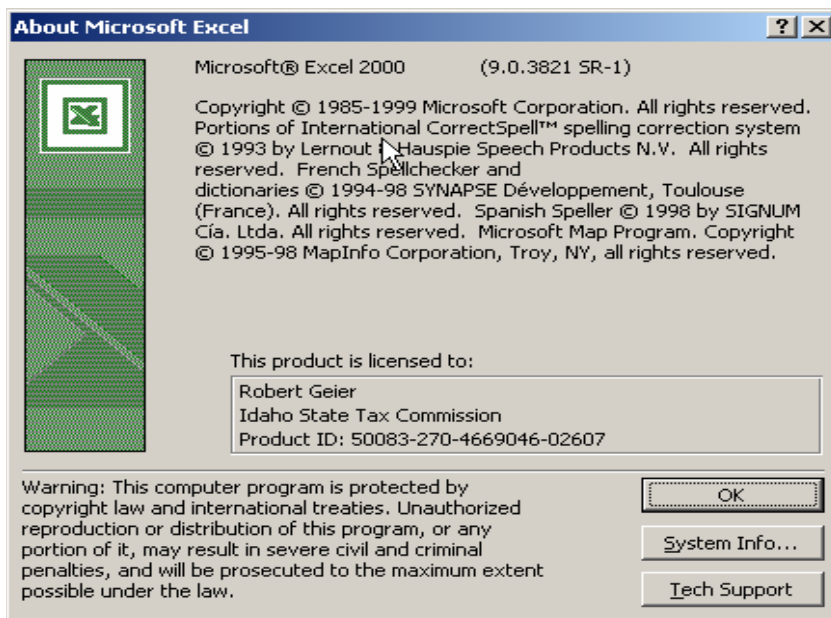 About Microsoft Excel
Microsoft® Excel 2000 (9.0.3821 SR-1)
Copyright © 1985-1999 Microsoft Corporation. All rights reserved.
Portions of International CorrectSpell™ spelling correction system
© 1993 by Lernout Hauspie Speech Products N.V. All rights
reserved. French Spellchecker and
dictionaries © 1994-98 SYNAPSE Développement, Toulouse
(France). All rights reserved. Spanish Speller © 1998 by SIGNUM
Cía. Ltda. All rights reserved. Microsoft Map Program. Copyright
© 1995-98 MapInfo Corporation, Troy, NY, all rights reserved.
This product is licensed to:
Robert Geier
Idaho State Tax Commission
Product ID: 50083-270-4669046-02607
Warning: This computer program is protected by
copyright law and international treaties. Unauthorized
reproduction or distribution of this program, or any
portion of it, may result in severe civil and criminal
penalties, and will be prosecuted to the maximum extent
possible under the law.
OK
System Info...
Tech Support